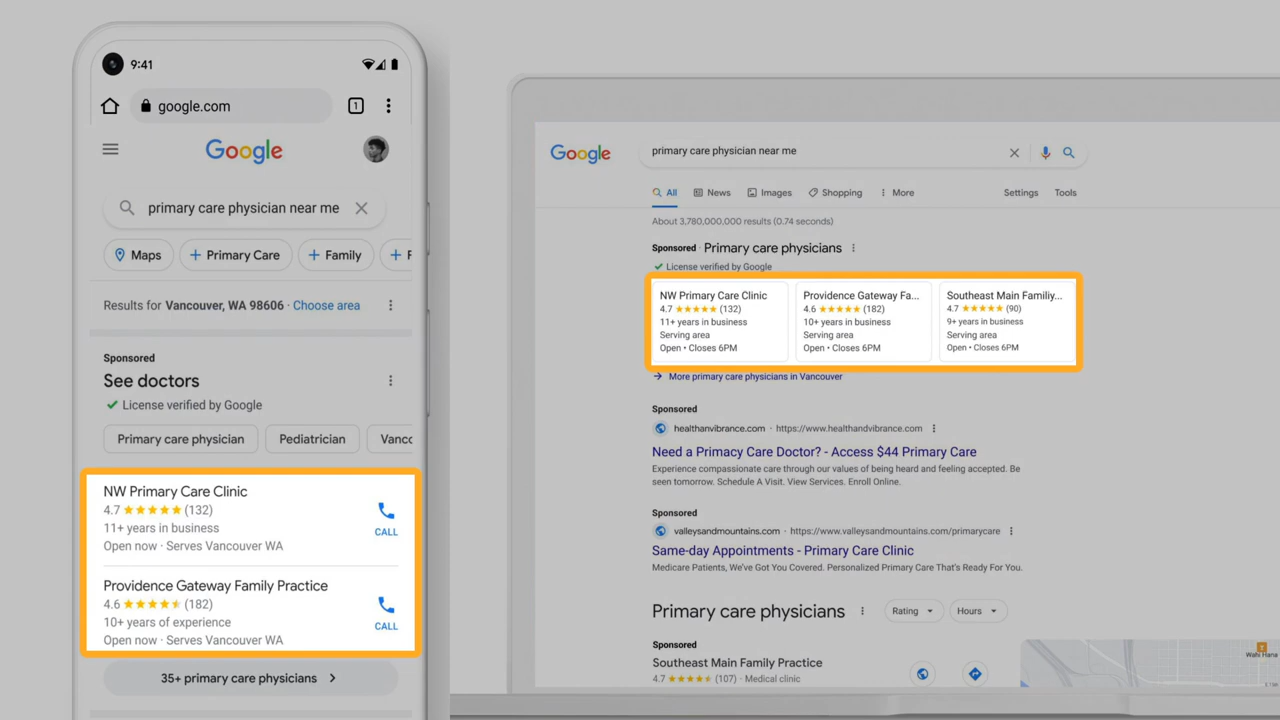 9:41
google.com
1
Google
primary care physician near me
Maps
+ Primary Care
+ Family
+ F
Results for Vancouver, WA 98606 · Choose area
Sponsored
See doctors
License verified by Google
Primary care physician
Pediatrician
Vanc
NW Primary Care Clinic
4.7 ★★★★★ (132)
11+ years in business
Open now · Serves Vancouver WA
CALL
Providence Gateway Family Practice
4.6 ★★★★★ (182)
10+ years of experience
Open now · Serves Vancouver WA
CALL
35+ primary care physicians >
Google
primary care physician near me
All News Images Shopping More Settings Tools
About 3,780,000,000 results (0.74 seconds)
Sponsored · Primary care physicians
License verified by Google
NW Primary Care Clinic
4.7 ★★★★★ (132)
11+ years in business
Serving area
Open • Closes 6PM
Providence Gateway Fa...
4.6 ★★★★★ (182)
10+ years in business
Serving area
Open • Closes 6PM
Southeast Main Familiy...
4.7 ★★★★★ (90)
9+ years in business
Serving area
Open • Closes 6PM
→ More primary care physicians in Vancouver
Sponsored
healthanvibrance.com · https://www.healthandvibrance.com
Need a Primacy Care Doctor? - Access $44 Primary Care
Experience compassionate care through our values of being heard and feeling accepted. Be
seen tomorrow. Schedule A Visit. View Services. Enroll Online.
Sponsored
valleysandmountains.com · https://www.valleysandmountains.com/primarycare
Same-day Appointments - Primary Care Clinic
Medicare Patients, We've Got You Covered. Personalized Primary Care That's Ready For You.
Primary care physicians
Rating
Hours
Sponsored
Southeast Main Family Practice
4.7 ★★★★★ (107) · Medical clinic
Wahi Hana